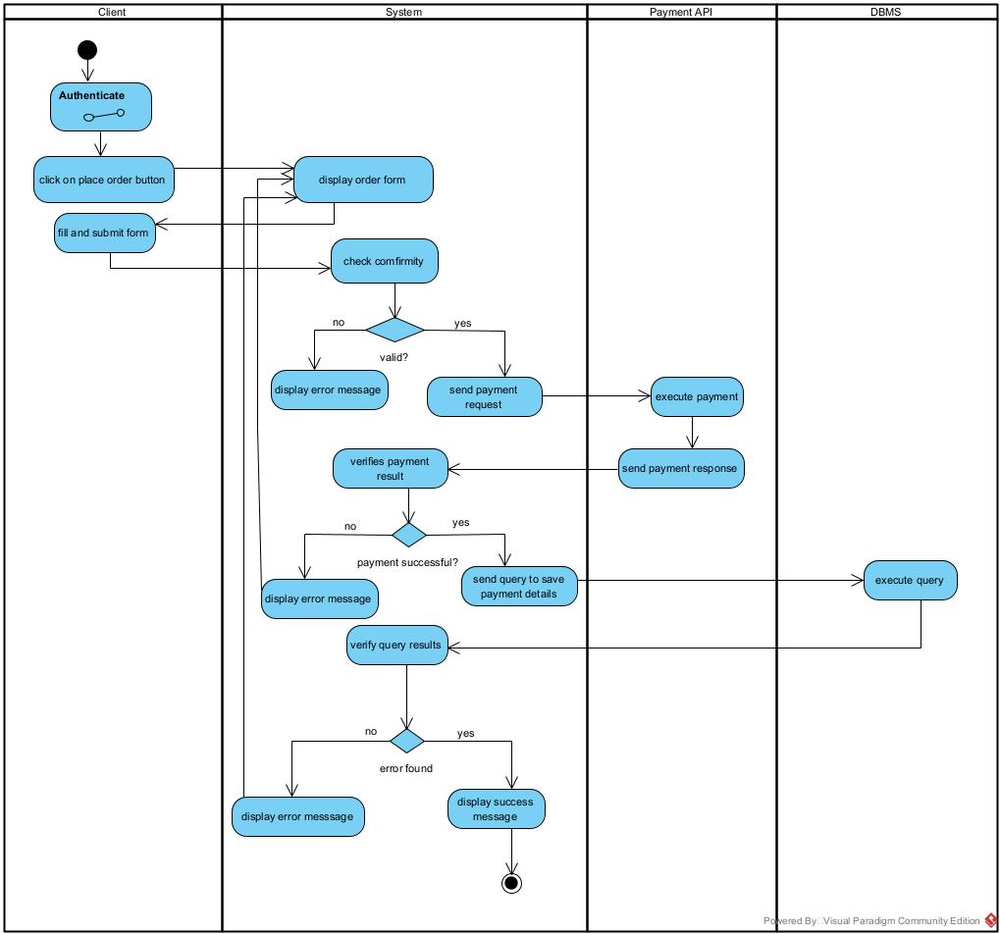 Client
System
Payment API
DBMS
Authenticate
click on place order button
display order form
fill and submit form
check comfirmity
no
yes
valid?
display error message
send payment
request
execute payment
verifies payment
result
send payment response
no
yes
payment successful?
display error message
send query to save
payment details
execute query
verify query results
no
yes
error found
display error messsage
display success
message
Powered By Visual Paradigm Community Edition